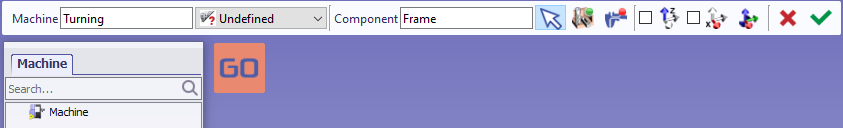 Machine Turning Undefined Component Frame
Machine
GO
Search...
Machine